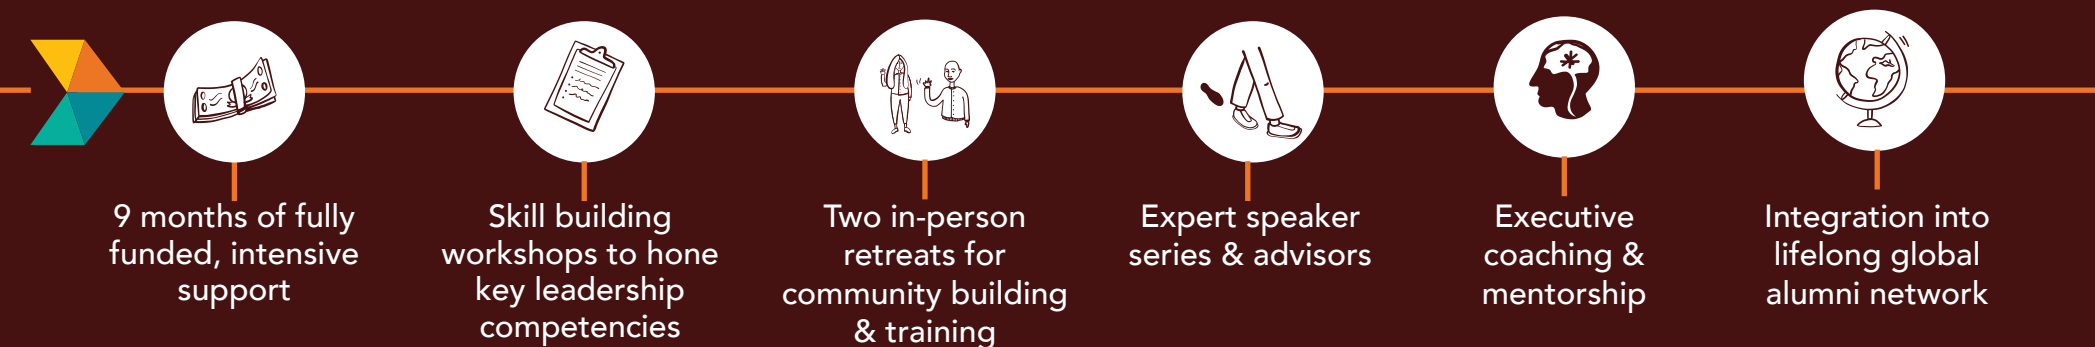 9 months of fully
funded, intensive
support
Skill building
workshops to hone
key leadership
competencies
Two in-person
retreats for
community building
& training
Expert speaker
series & advisors
Executive
coaching &
mentorship
Integration into
lifelong global
alumni network